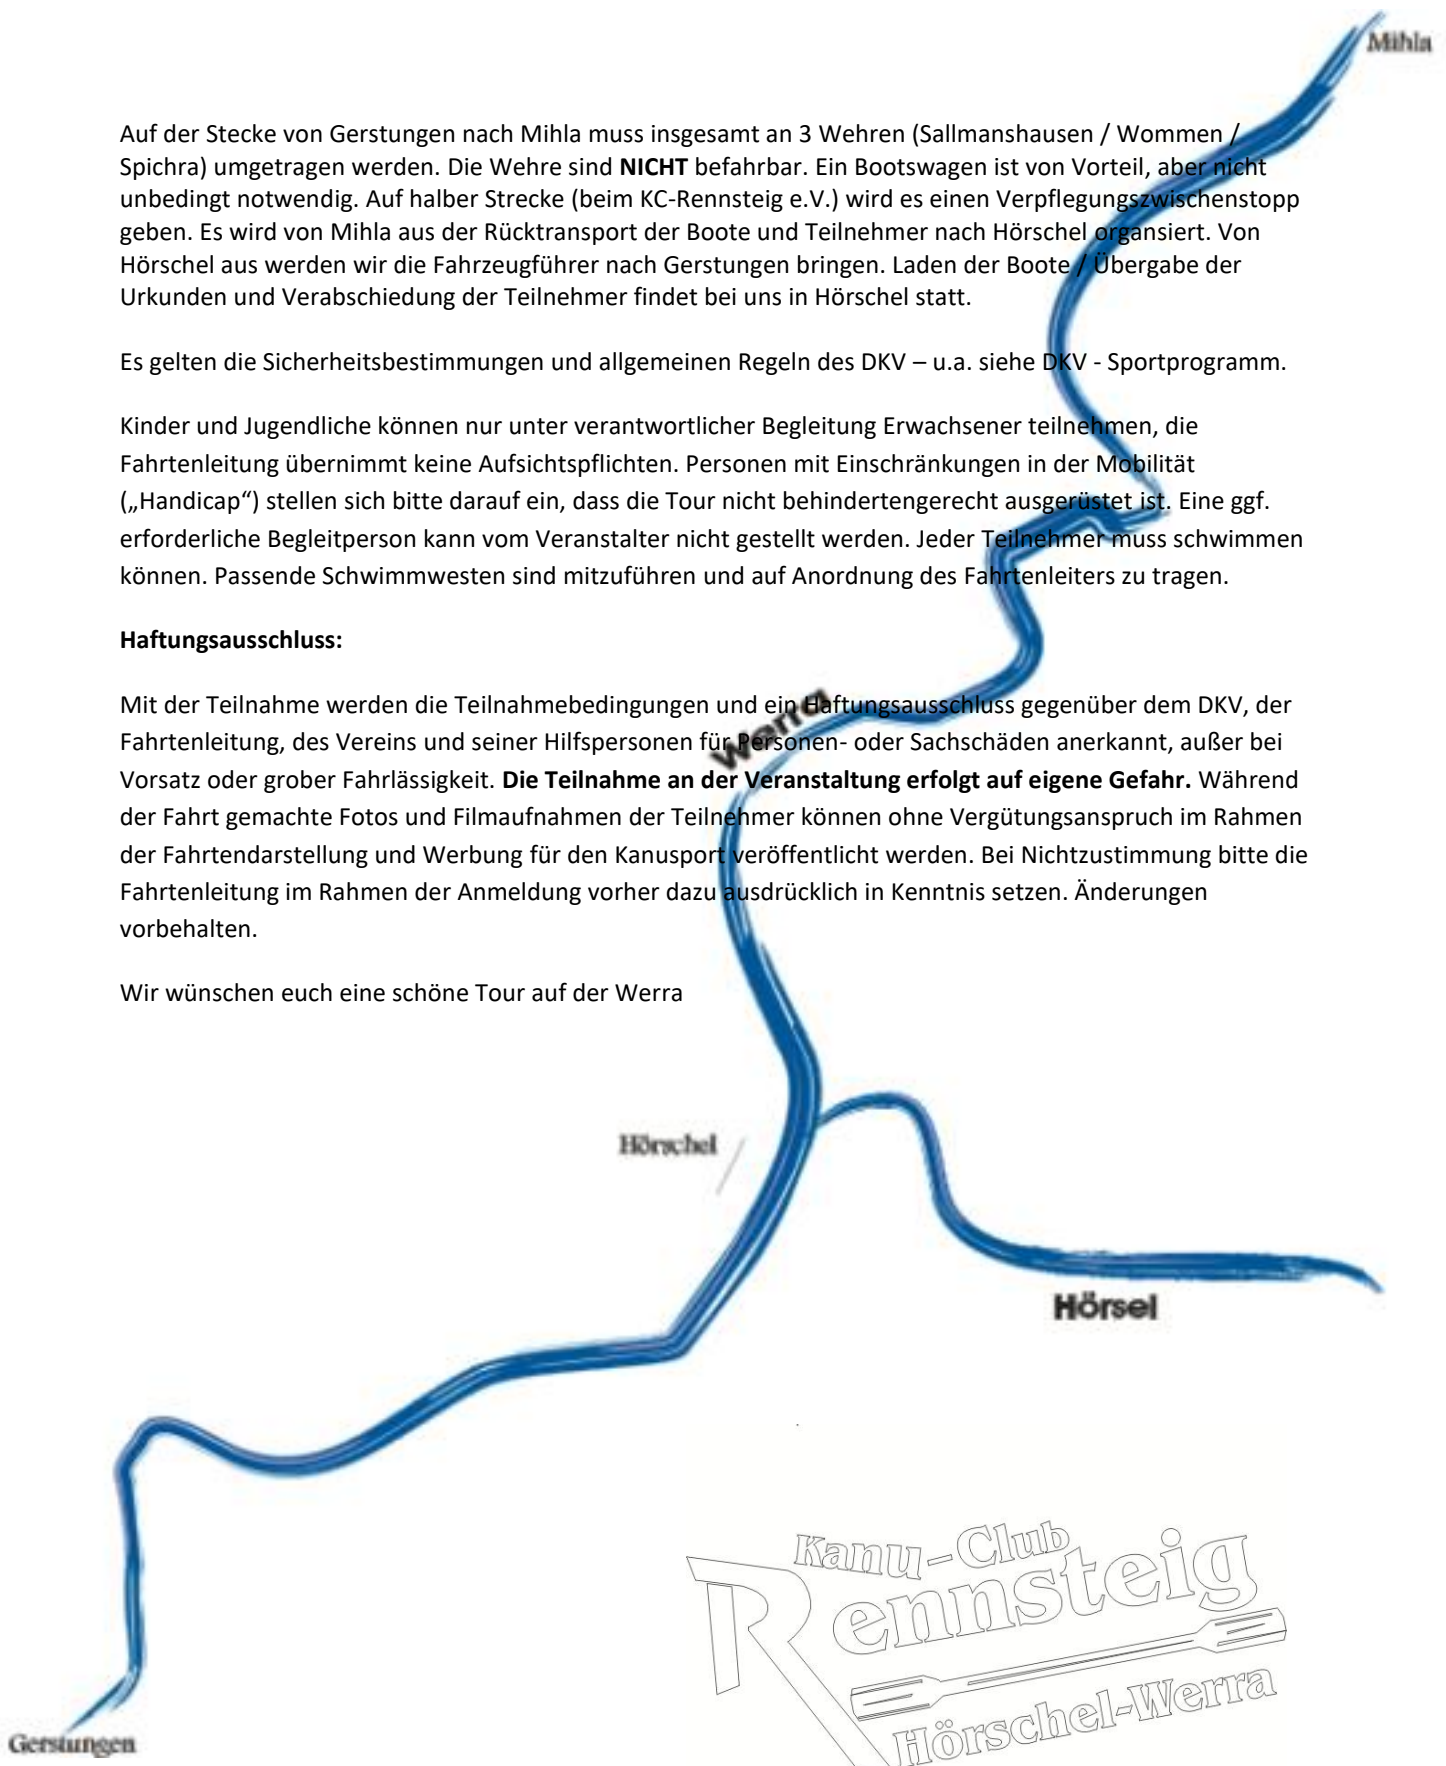 Mihla
Auf der Stecke von Gerstungen nach Mihla muss insgesamt an 3 Wehren (Sallmanshausen / Wommen /
Spichra) umgetragen werden. Die Wehre sind NICHT befahrbar. Ein Bootswagen ist von Vorteil, aber nicht
unbedingt notwendig. Auf halber Strecke (beim KC-Rennsteig e.V.) wird es einen Verpflegungszwischenstopp
geben. Es wird von Mihla aus der Rücktransport der Boote und Teilnehmer nach Hörschel organsiert. Von
Hörschel aus werden wir die Fahrzeugführer nach Gerstungen bringen. Laden der Boote / Übergabe der
Urkunden und Verabschiedung der Teilnehmer findet bei uns in Hörschel statt.
Es gelten die Sicherheitsbestimmungen und allgemeinen Regeln des DKV – u.a. siehe DKV - Sportprogramm.
Kinder und Jugendliche können nur unter verantwortlicher Begleitung Erwachsener teilnehmen, die
Fahrtenleitung übernimmt keine Aufsichtspflichten. Personen mit Einschränkungen in der Mobilität
(„Handicap“) stellen sich bitte darauf ein, dass die Tour nicht behindertengerecht ausgerüstet ist. Eine ggf.
erforderliche Begleitperson kann vom Veranstalter nicht gestellt werden. Jeder Teilnehmer muss schwimmen
können. Passende Schwimmwesten sind mitzuführen und auf Anordnung des Fahrtenleiters zu tragen.
Haftungsausschluss:
Mit der Teilnahme werden die Teilnahmebedingungen und ein Haftungsausschluss gegenüber dem DKV, der
Fahrtenleitung, des Vereins und seiner Hilfspersonen für Personen- oder Sachschäden anerkannt, außer bei
Vorsatz oder grober Fahrlässigkeit. Die Teilnahme an der Veranstaltung erfolgt auf eigene Gefahr. Während
der Fahrt gemachte Fotos und Filmaufnahmen der Teilnehmer können ohne Vergütungsanspruch im Rahmen
der Fahrtendarstellung und Werbung für den Kanusport veröffentlicht werden. Bei Nichtzustimmung bitte die
Fahrtenleitung im Rahmen der Anmeldung vorher dazu ausdrücklich in Kenntnis setzen. Änderungen
vorbehalten.
Wir wünschen euch eine schöne Tour auf der Werra
Werra
Hörschel
Hörsel
Kanu-Club
Rennsteig
Hörschel-Werra
Gerstungen